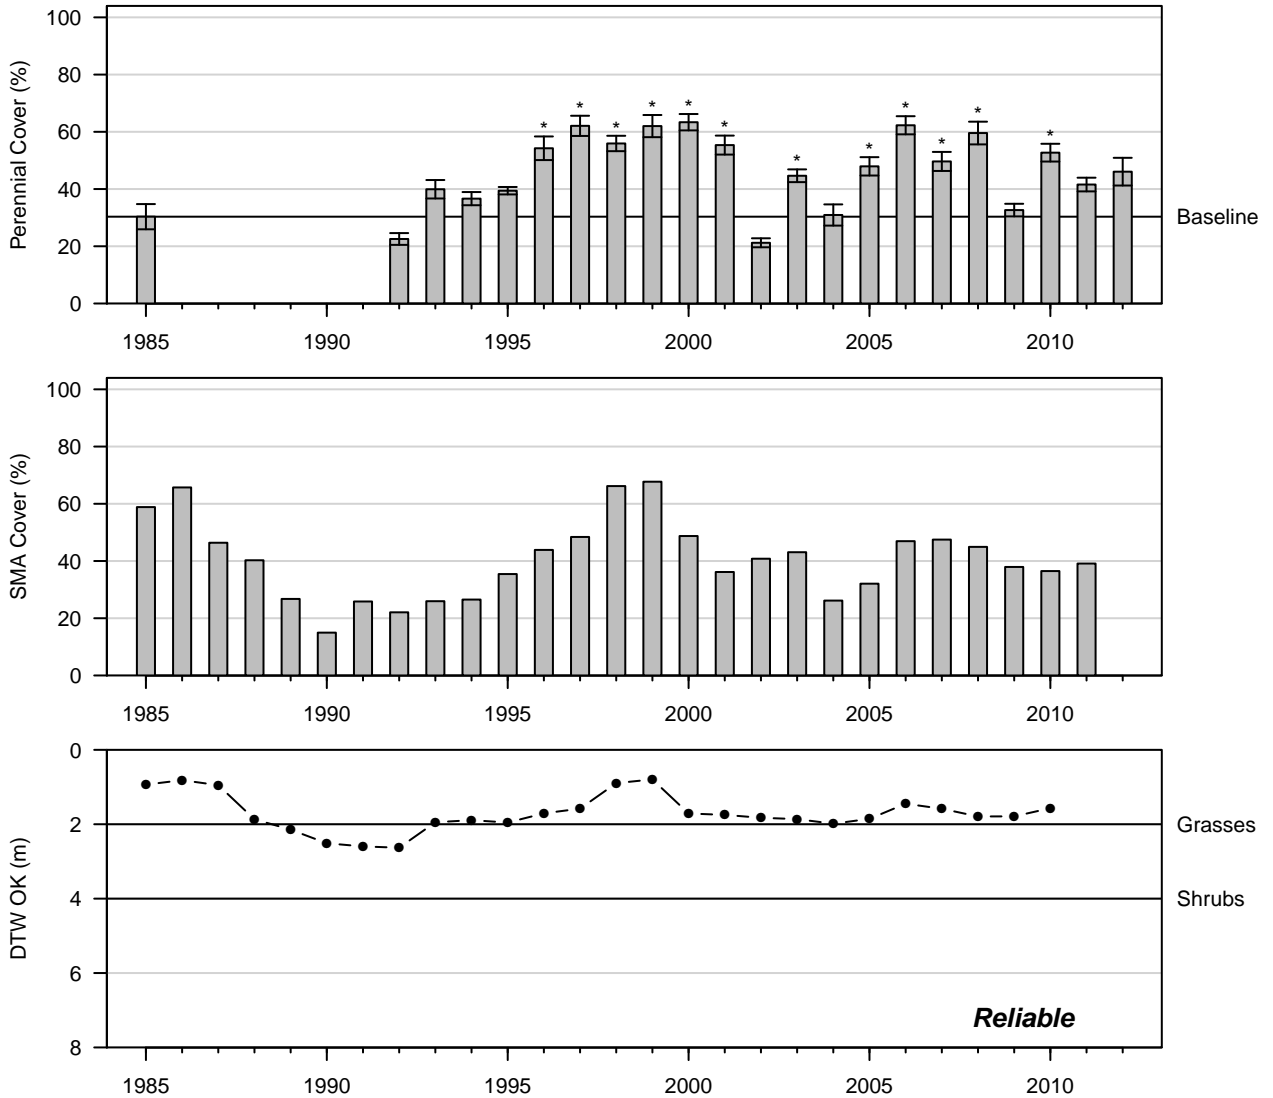 Perennial Cover (%)
100
80
60
40
20
0
* * * * * * * * * * * *
Baseline
1985 1990 1995 2000 2005 2010
SMA Cover (%)
100
80
60
40
20
0
1985 1990 1995 2000 2005 2010
DTW OK (m)
0
2
4
6
8
Grasses
Shrubs
Reliable
1985 1990 1995 2000 2005 2010